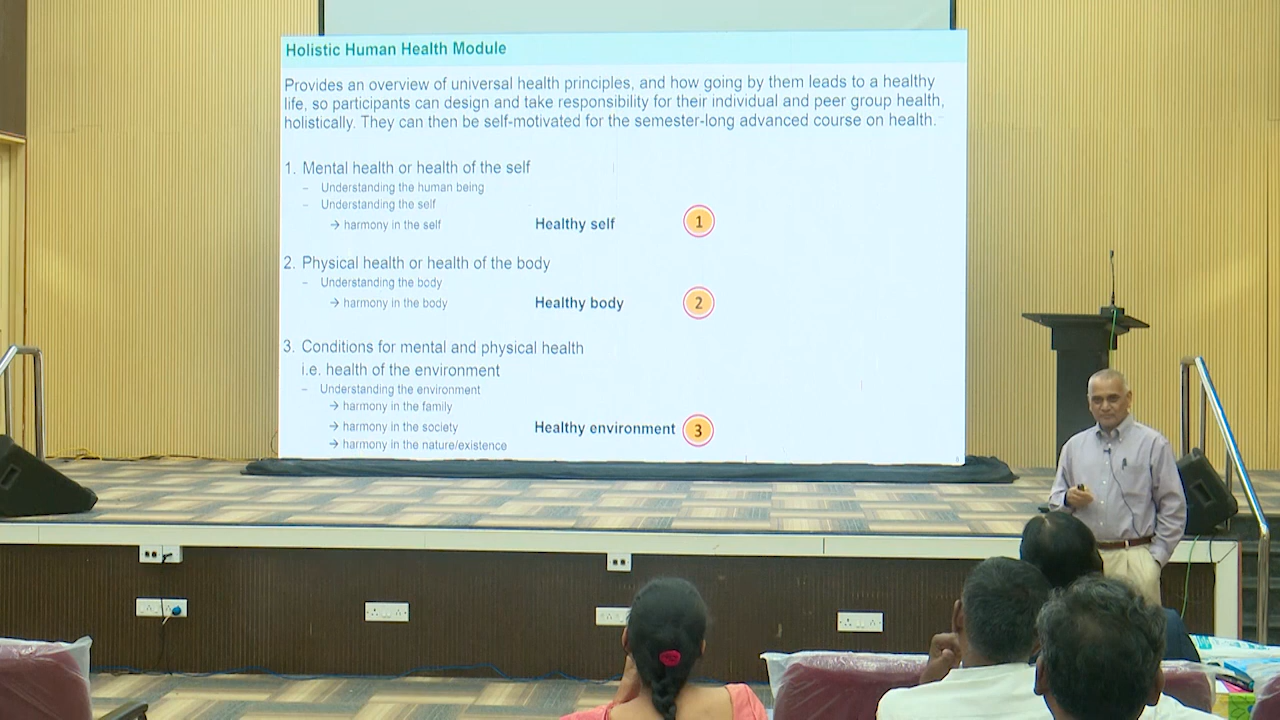 Holistic Human Health Module
Provides an overview of universal health principles, and how going by them leads to a healthy
life, so participants can design and take responsibility for their individual and peer group health,
holistically. They can then be self-motivated for the semester-long advanced course on health.
1. Mental health or health of the self
– Understanding the human being
– Understanding the self
→ harmony in the self
Healthy self
1
2. Physical health or health of the body
– Understanding the body
→ harmony in the body
Healthy body
2
3. Conditions for mental and physical health
i.e. health of the environment
– Understanding the environment
→ harmony in the family
→ harmony in the society
→ harmony in the nature/existence
Healthy environment
3